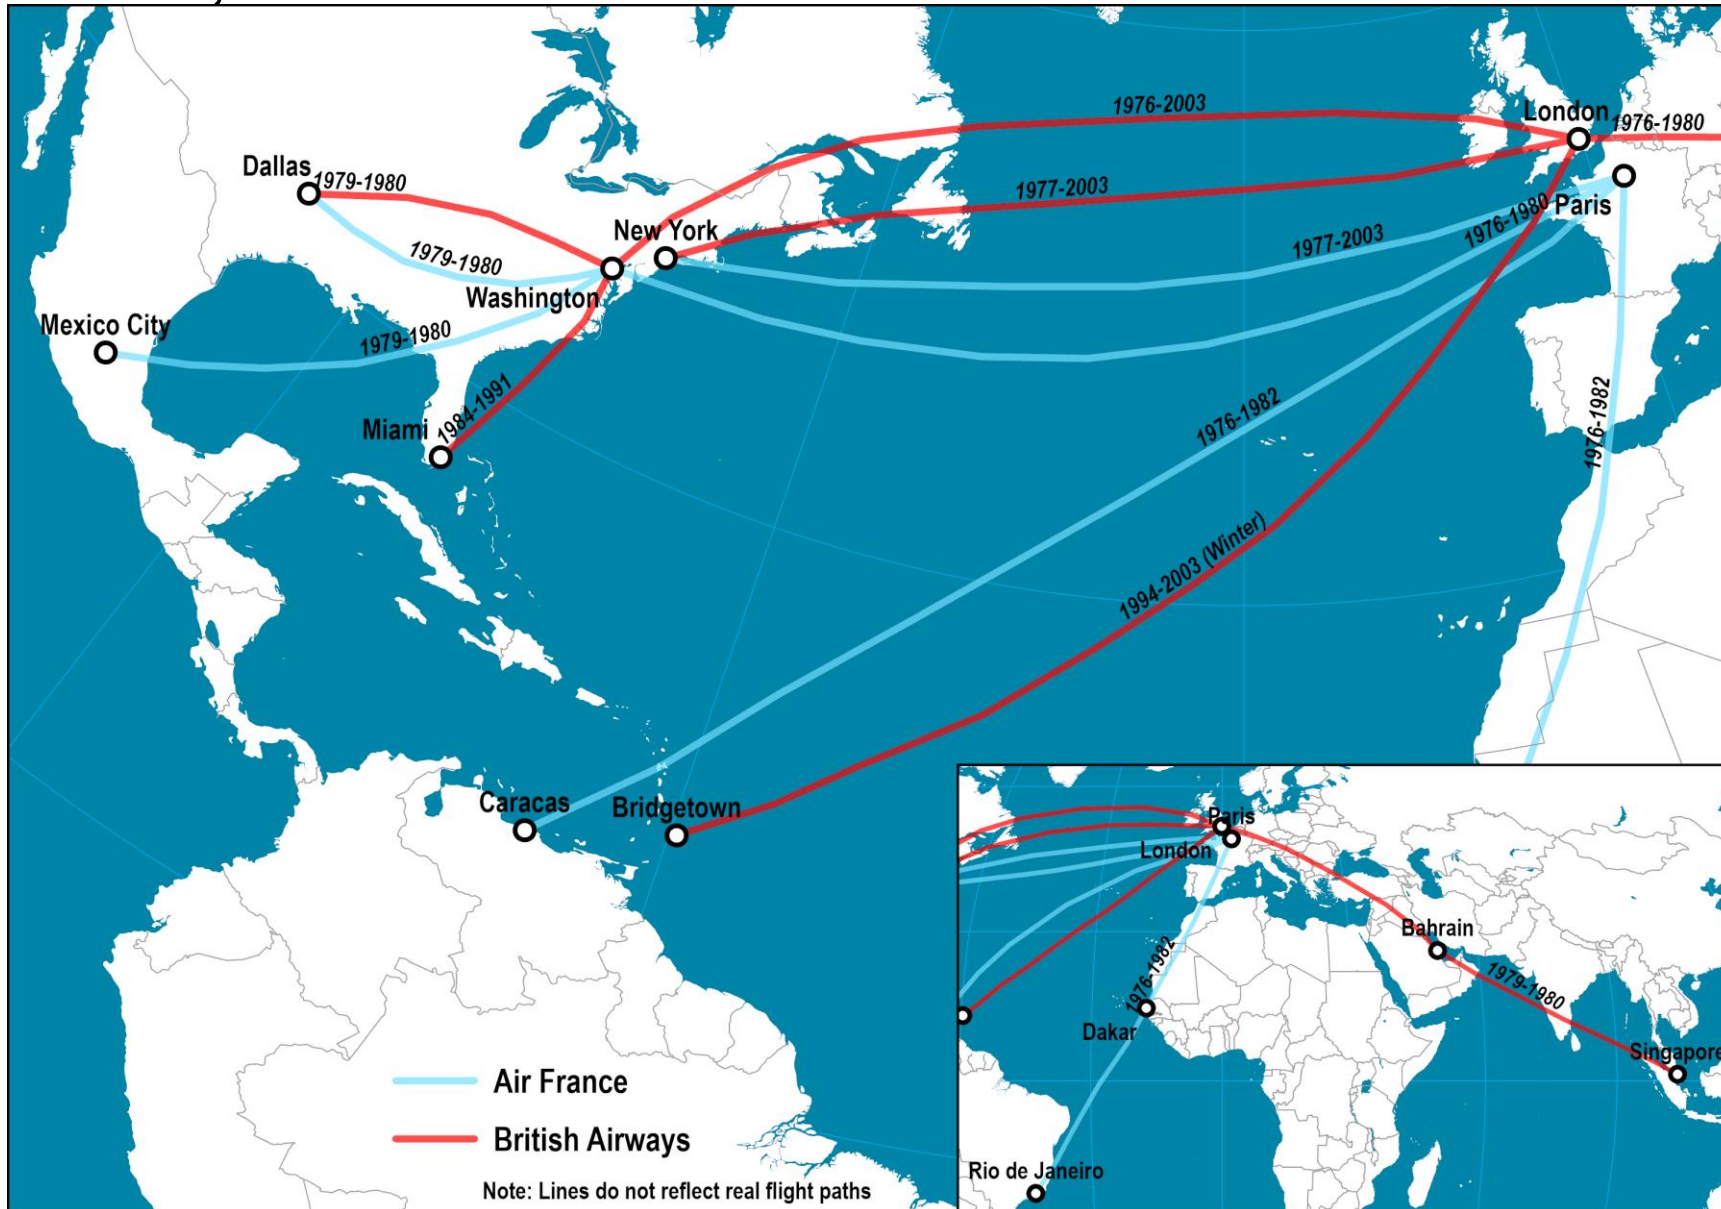 1976-2003
London
1976-1980
Dallas
1979-1980
1977-2003
New York
Paris
1976-1980
1977-2003
1979-1980
Washington
Mexico City
1979-1980
1976-1982
1984-1991
Miami
1976-1982
1994-2003 (Winter)
Caracas
Bridgetown
Paris
London
Bahrain
1976-1982
1979-1980
Dakar
Singapore
Air France
British Airways
Rio de Janeiro
Note: Lines do not reflect real flight paths